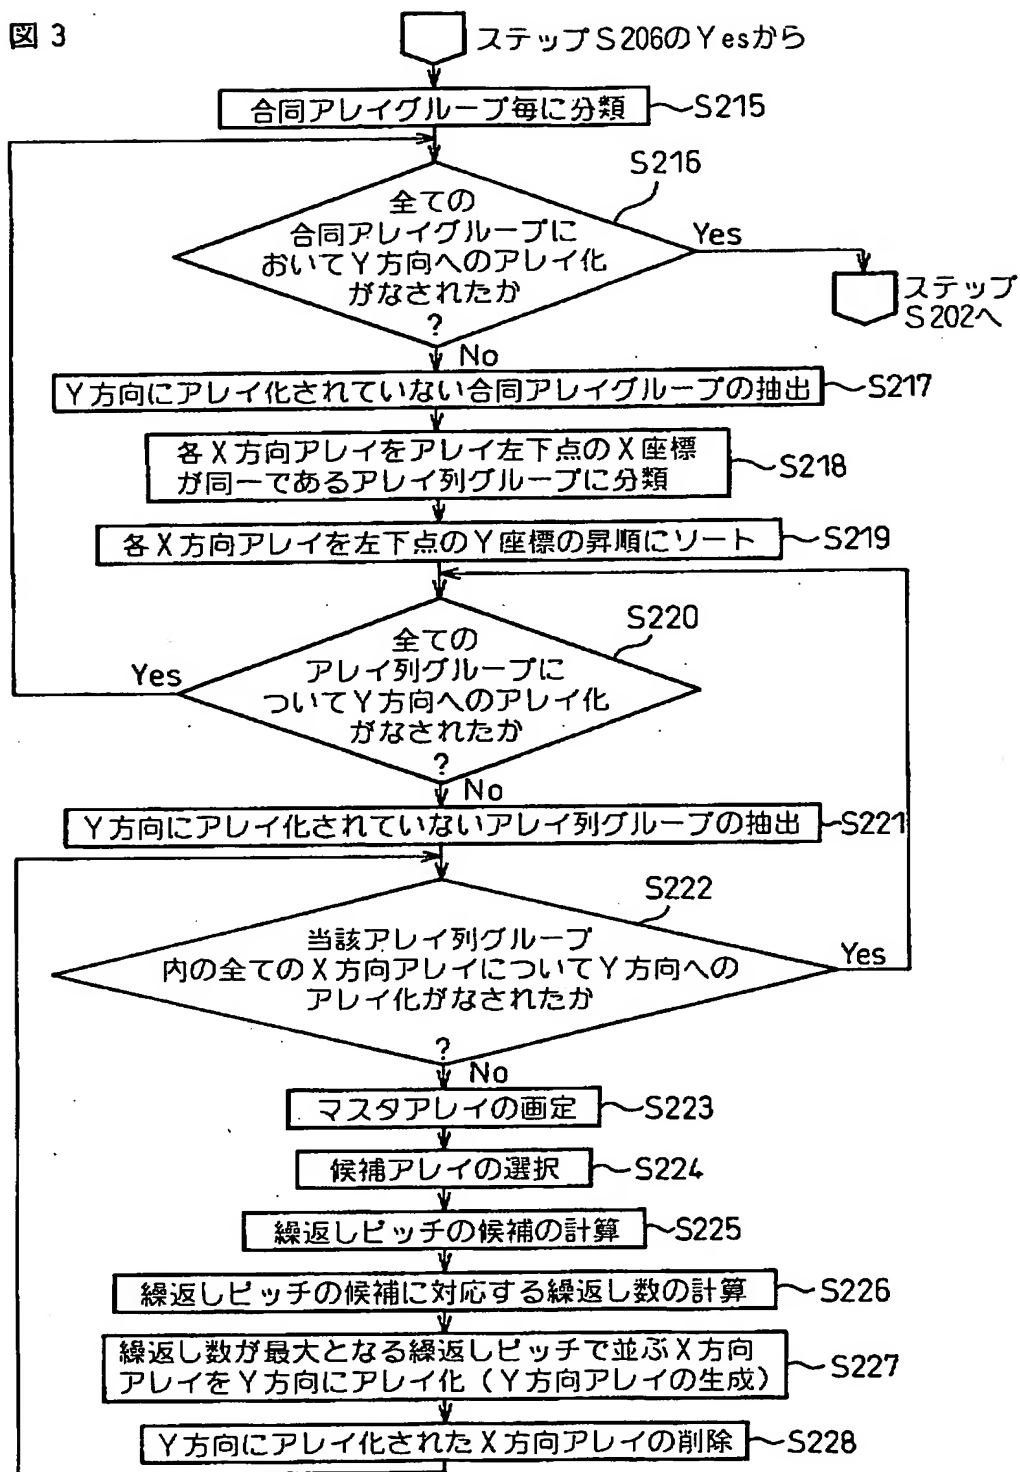 図 3
ステップS206のYesから
合同アレイグループ毎に分類
S215
S216
全ての
合同アレイグループに
おいてY方向へのアレイ化
がなされたか
?
Yes
ステップ
S202へ
No
Y方向にアレイ化されていない合同アレイグループの抽出
S217
各X方向アレイをアレイ左下点のX座標
が同一であるアレイ列グループに分類
S218
各X方向アレイを左下点のY座標の昇順にソート
S219
S220
全ての
アレイ列グループに
ついてY方向へのアレイ化
がなされたか
?
Yes
No
Y方向にアレイ化されていないアレイ列グループの抽出
S221
S222
当該アレイ列グループ
内の全てのX方向アレイについてY方向への
アレイ化がなされたか
?
Yes
No
マスタアレイの画定
S223
候補アレイの選択
S224
繰返しピッチの候補の計算
S225
繰返しピッチの候補に対応する繰返し数の計算
S226
繰返し数が最大となる繰返しピッチで並ぶX方向
アレイをY方向にアレイ化(Y方向アレイの生成)
S227
Y方向にアレイ化されたX方向アレイの削除
S228